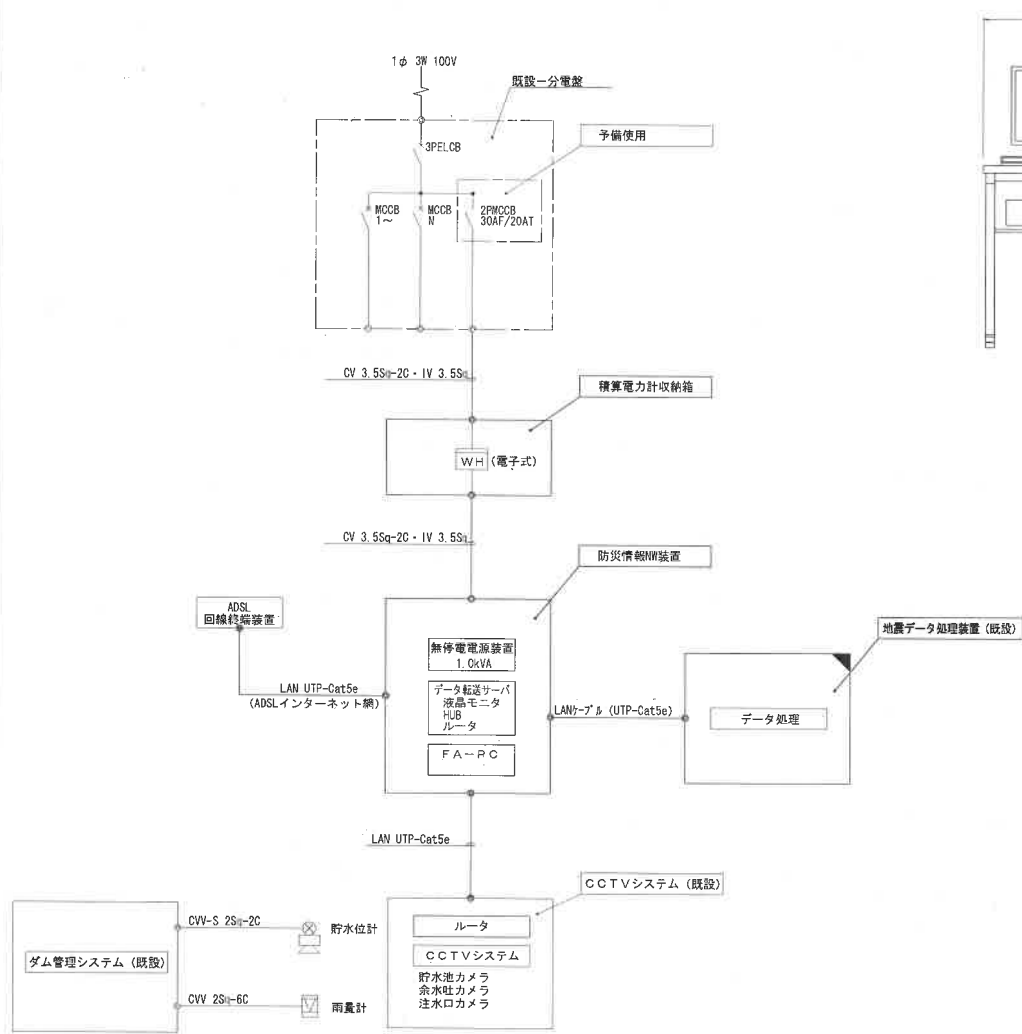 1φ 3W 100V
既設一分電盤
予備使用
3PELCB
MCCB
1～
MCCB
N
2PMCCB
30AF/20AT
CV 3.5Sq-2C・IV 3.5Sq
積算電力計収納箱
WH (電子式)
CV 3.5Sq-2C・IV 3.5Sq
防災情報NW装置
ADSL
回線終端装置
無停電電源装置
1.0kVA
地震データ処理装置(既設)
データ転送サーバ
液晶モニタ
HUB
ルータ
LAN UTP-Cat5e
(ADSLインターネット網)
LANｹｰﾌﾞﾙ (UTP-Cat5e)
データ処理
FA-PC
LAN UTP-Cat5e
CCTVシステム (既設)
CVV-S 2Sq-2C
貯水位計
ルータ
ダム管理システム (既設)
CCTVシステム
貯水池カメラ
余水吐カメラ
注水口カメラ
CVV 2Sq-6C
雨量計